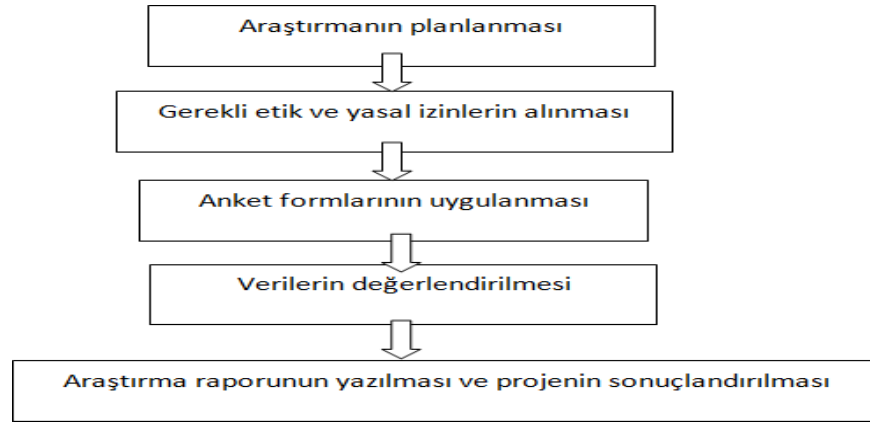 Araştırmanın planlanması
Gerekli etik ve yasal izinlerin alınması
Anket formlarının uygulanması
Verilerin değerlendirilmesi
Araştırma raporunun yazılması ve projenin sonuçlandırılması